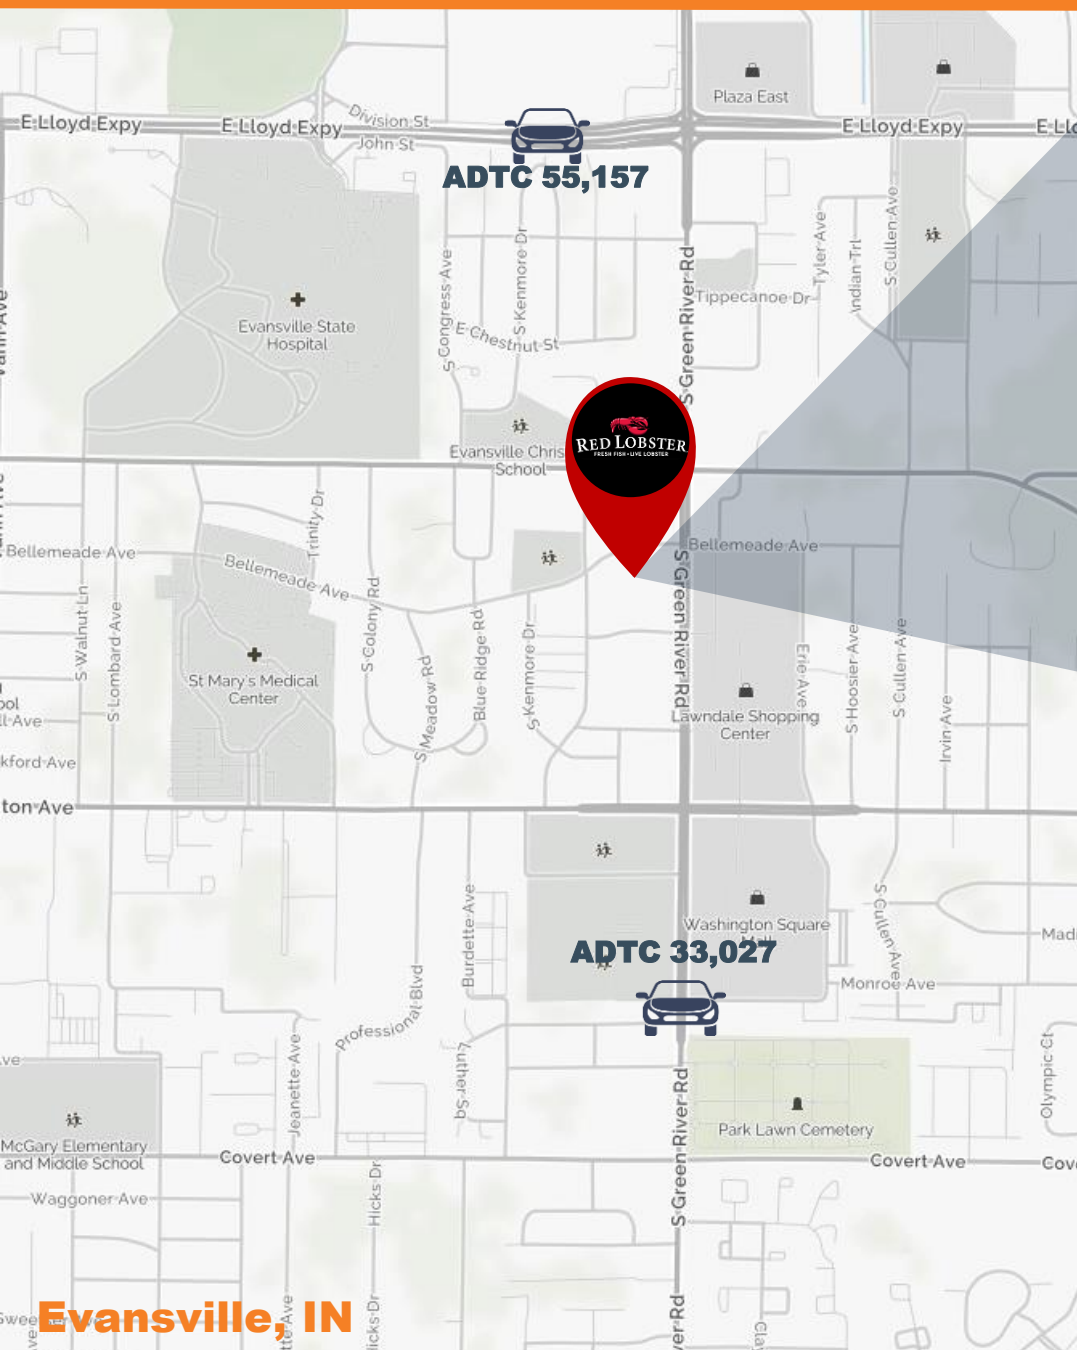 Plaza East
E Lloyd Expy
E Lloyd Expy
Division St
John St
E Lloyd Expy
ADTC 55,157
S Congress Ave
S Kenmore Dr
E Chestnut St
S Green River Rd
Tippecanoe Dr
Tyler Ave
Indian Trl
S Cullen Ave
Evansville State
Hospital
RED LOBSTER
FRESH FISH • LIVE LOBSTER
Evansville Chris
School
Trinity Dr
Bellemeade Ave
Bellemeade Ave
Bellemeade Ave
S Walnut Ln
S Lombard Ave
S Colony Rd
S Meadow Rd
Blue Ridge Rd
S Kenmore Dr
S Green River Rd
Erie Ave
S Hoosier Ave
S Cullen Ave
Irvin Ave
St Mary's Medical
Center
Lawndale Shopping
Center
ton Ave
Burdette Ave
Professional Blvd
Luther Sq
Jeanette Ave
Washington Square
ADTC 33,027
S Cullen Ave
Monroe Ave
Olympic Ct
McGary Elementary
and Middle School
Covert Ave
Waggoner Ave
Hicks Dr
S Green River Rd
Park Lawn Cemetery
Covert Ave
Evansville, IN